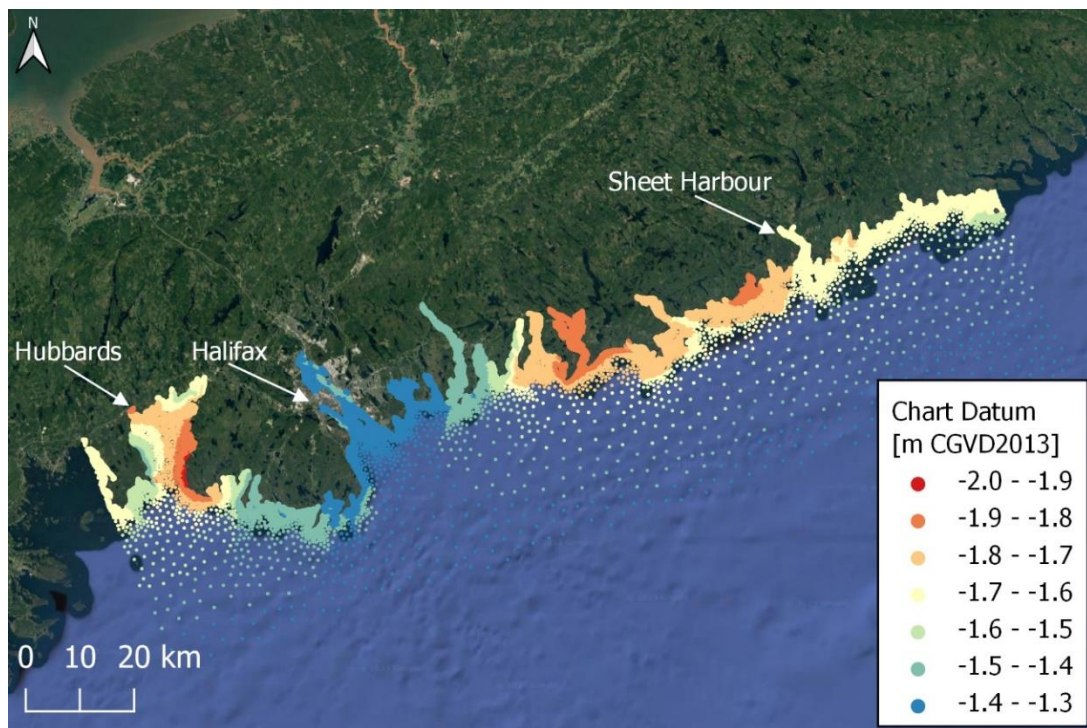 N
Sheet Harbour
Hubbards
Halifax
Chart Datum
[m CGVD2013]
-2.0 - -1.9
-1.9 - -1.8
-1.8 - -1.7
-1.7 - -1.6
-1.6 - -1.5
-1.5 - -1.4
-1.4 - -1.3
0 10 20 km